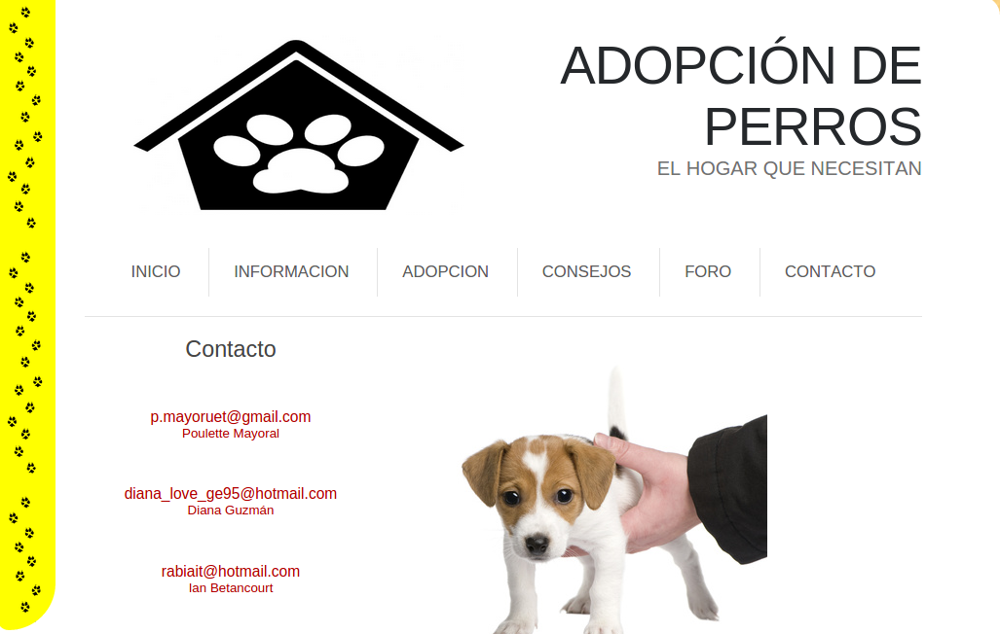 ADOPCIÓN DE
PERROS
EL HOGAR QUE NECESITAN
INICIO INFORMACION ADOPCION CONSEJOS FORO CONTACTO
Contacto
p.mayoruet@gmail.com
Poulette Mayoral
diana_love_ge95@hotmail.com
Diana Guzmán
rabiait@hotmail.com
Ian Betancourt